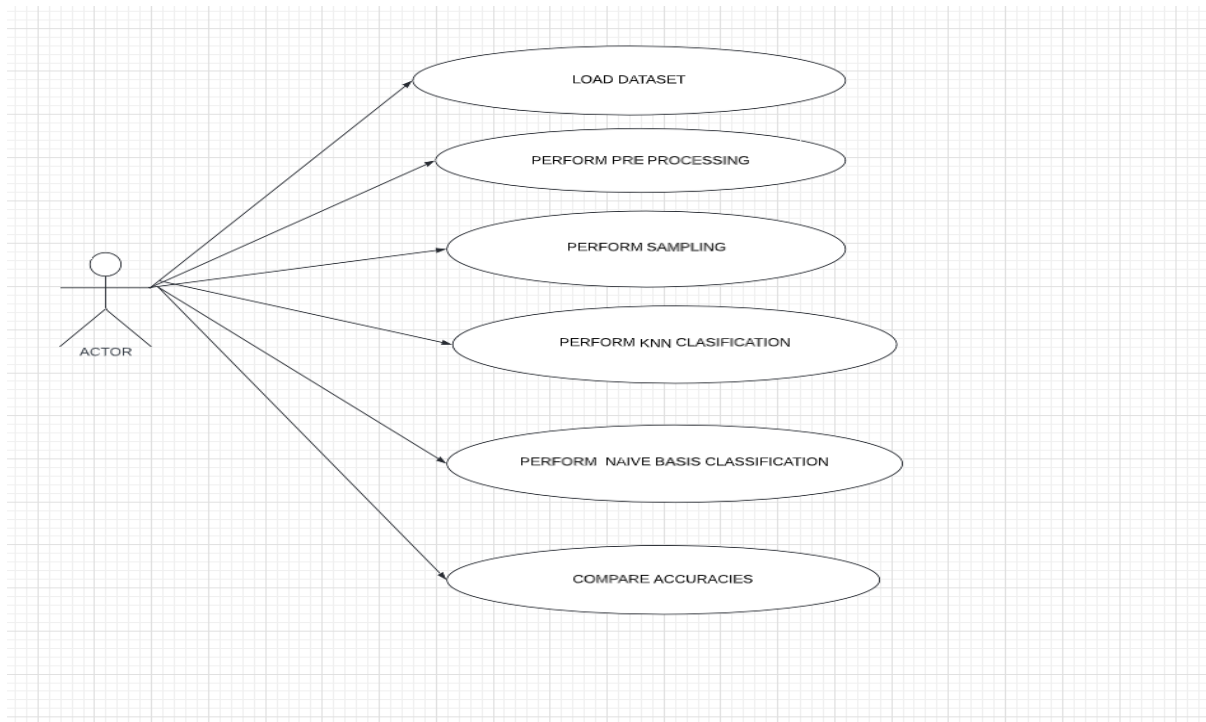 LOAD DATASET
PERFORM PRE PROCESSING
PERFORM SAMPLING
PERFORM KNN CLASIFICATION
ACTOR
PERFORM NAIVE BASIS CLASSIFICATION
COMPARE ACCURACIES